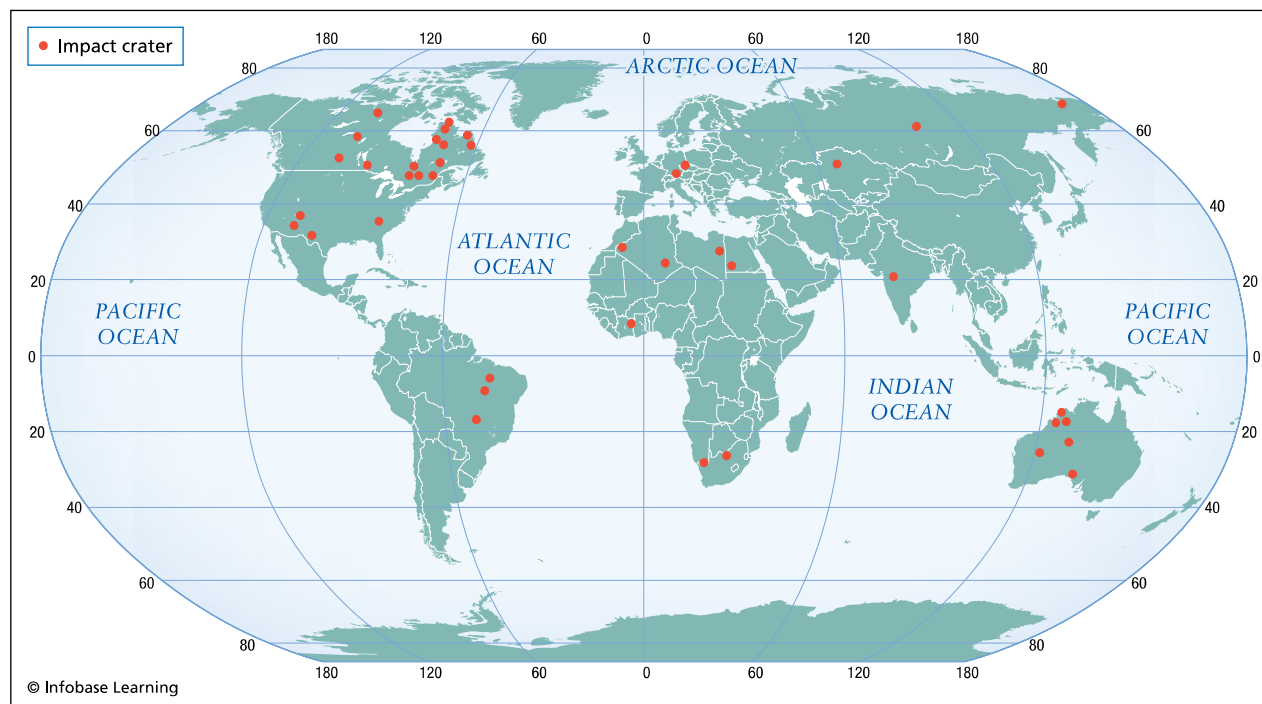 Impact crater
180 120 60 0 60 120 180
ARCTIC OCEAN
80 80
60 60
40 40
ATLANTIC
OCEAN
20 20
PACIFIC
OCEAN
PACIFIC
OCEAN
0 0
INDIAN
OCEAN
20 20
40 40
60 60
80 80
180 120 60 0 60 120 180
© Infobase Learning